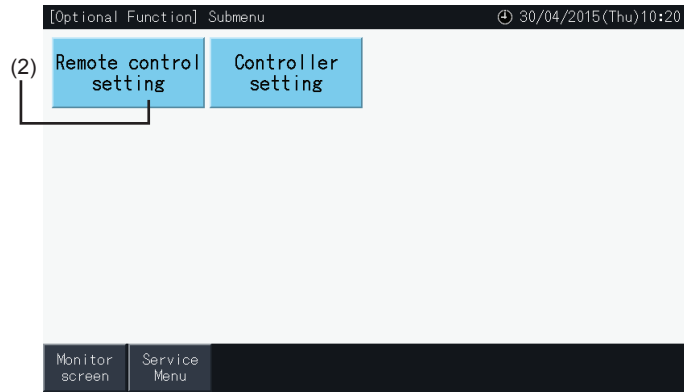 [Optional Function] Submenu 30/04/2015(Thu)10:20
(2)
Remote control
setting
Controller
setting
Monitor
screen
Service
Menu